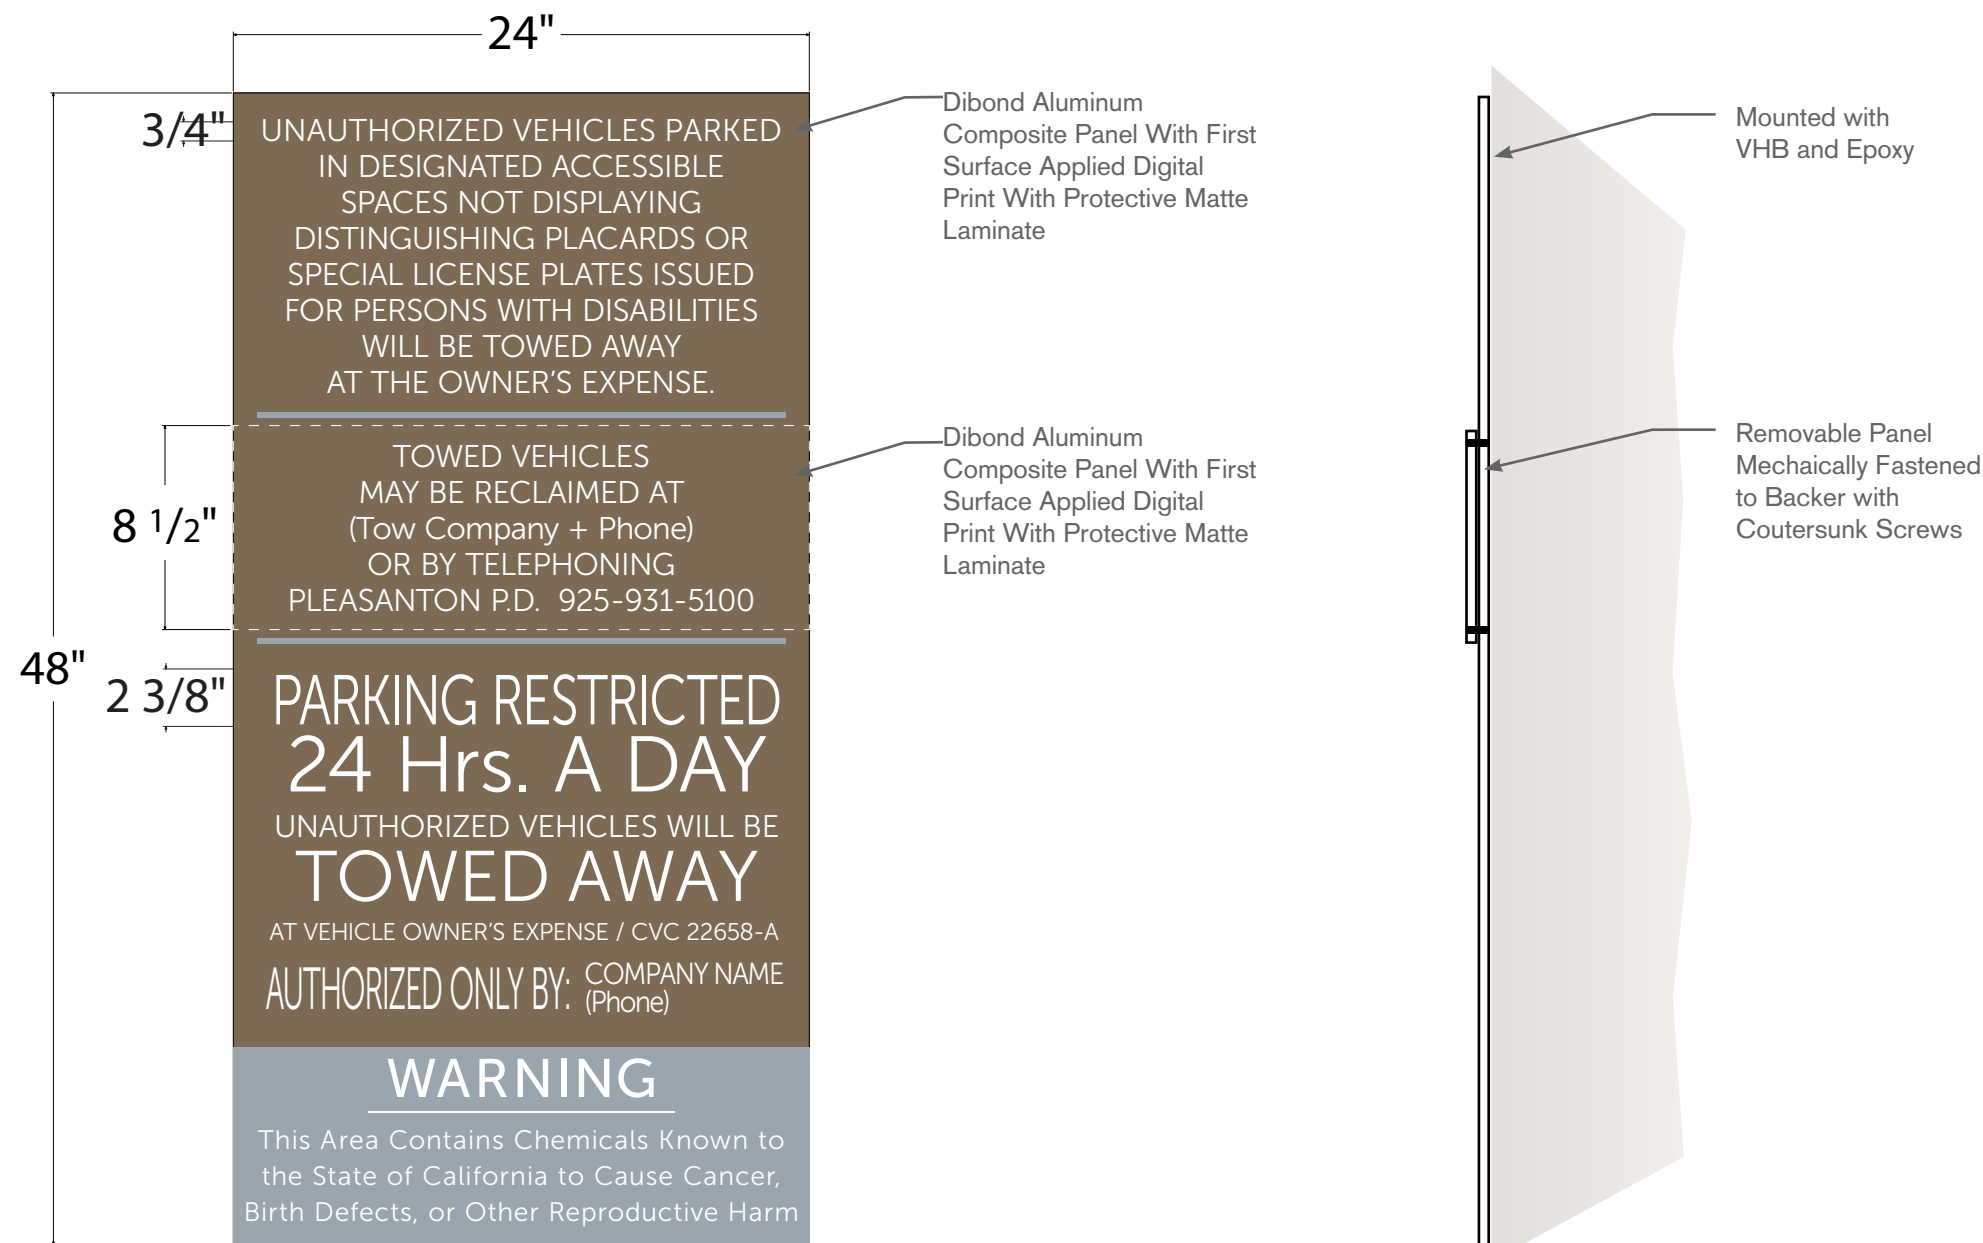 24"
3/4"
UNAUTHORIZED VEHICLES PARKED
IN DESIGNATED ACCESSIBLE
SPACES NOT DISPLAYING
DISTINGUISHING PLACARDS OR
SPECIAL LICENSE PLATES ISSUED
FOR PERSONS WITH DISABILITIES
WILL BE TOWED AWAY
AT THE OWNER'S EXPENSE.
8 1/2"
TOWED VEHICLES
MAY BE RECLAIMED AT
(Tow Company + Phone)
OR BY TELEPHONING
PLEASANTON P.D. 925-931-5100
48"
2 3/8"
PARKING RESTRICTED
24 Hrs. A DAY
UNAUTHORIZED VEHICLES WILL BE
TOWED AWAY
AT VEHICLE OWNER'S EXPENSE / CVC 22658-A
AUTHORIZED ONLY BY:
COMPANY NAME
(Phone)
WARNING
This Area Contains Chemicals Known to
the State of California to Cause Cancer,
Birth Defects, or Other Reproductive Harm
Dibond Aluminum
Composite Panel With First
Surface Applied Digital
Print With Protective Matte
Laminate
Dibond Aluminum
Composite Panel With First
Surface Applied Digital
Print With Protective Matte
Laminate
Mounted with
VHB and Epoxy
Removable Panel
Mechaically Fastened
to Backer with
Coutersunk Screws